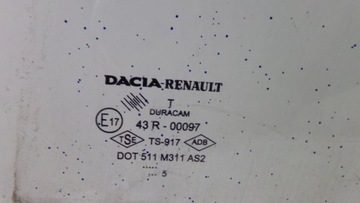 DACIA-RENAULT
T
DURACAM
E17 43 R - 00097
TSE TS-917 ADB
DOT 511 M311 AS2
5